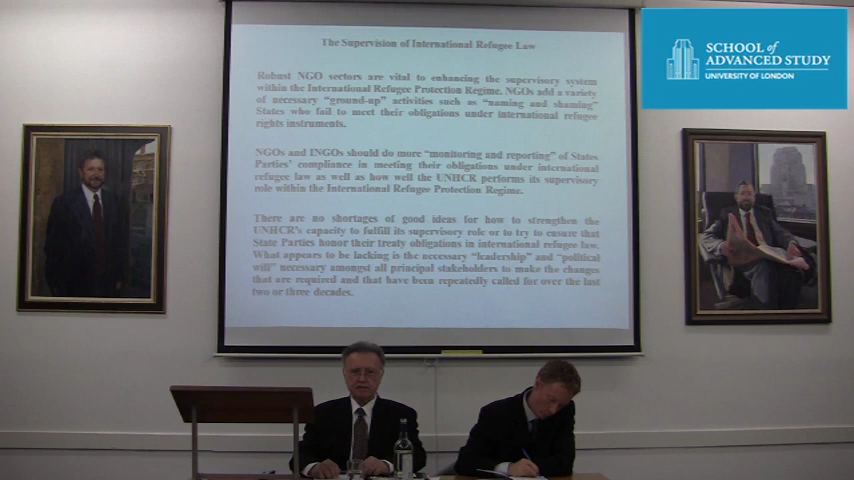 The Supervision of International Refugee Law
Robust NGO sectors are vital to enhancing the supervisory system
within the International Refugee Protection Regime. NGOs add a variety
of necessary “ground-up” activities such as “naming and shaming”
States who fail to meet their obligations under international refugee
rights instruments.
NGOs and INGOs should do more “monitoring and reporting” of States
Parties’ compliance in meeting their obligations under international
refugee law as well as how well the UNHCR performs its supervisory
role within the International Refugee Protection Regime.
There are no shortages of good ideas for how to strengthen the
UNHCR’s capacity to fulfill its supervisory role or to try to ensure that
State Parties honor their treaty obligations in international refugee law.
What appears to be lacking is the necessary “leadership” and “political
will” necessary amongst all principal stakeholders to make the changes
that are required and that have been repeatedly called for over the last
two or three decades.
SCHOOL of
ADVANCED STUDY
UNIVERSITY OF LONDON